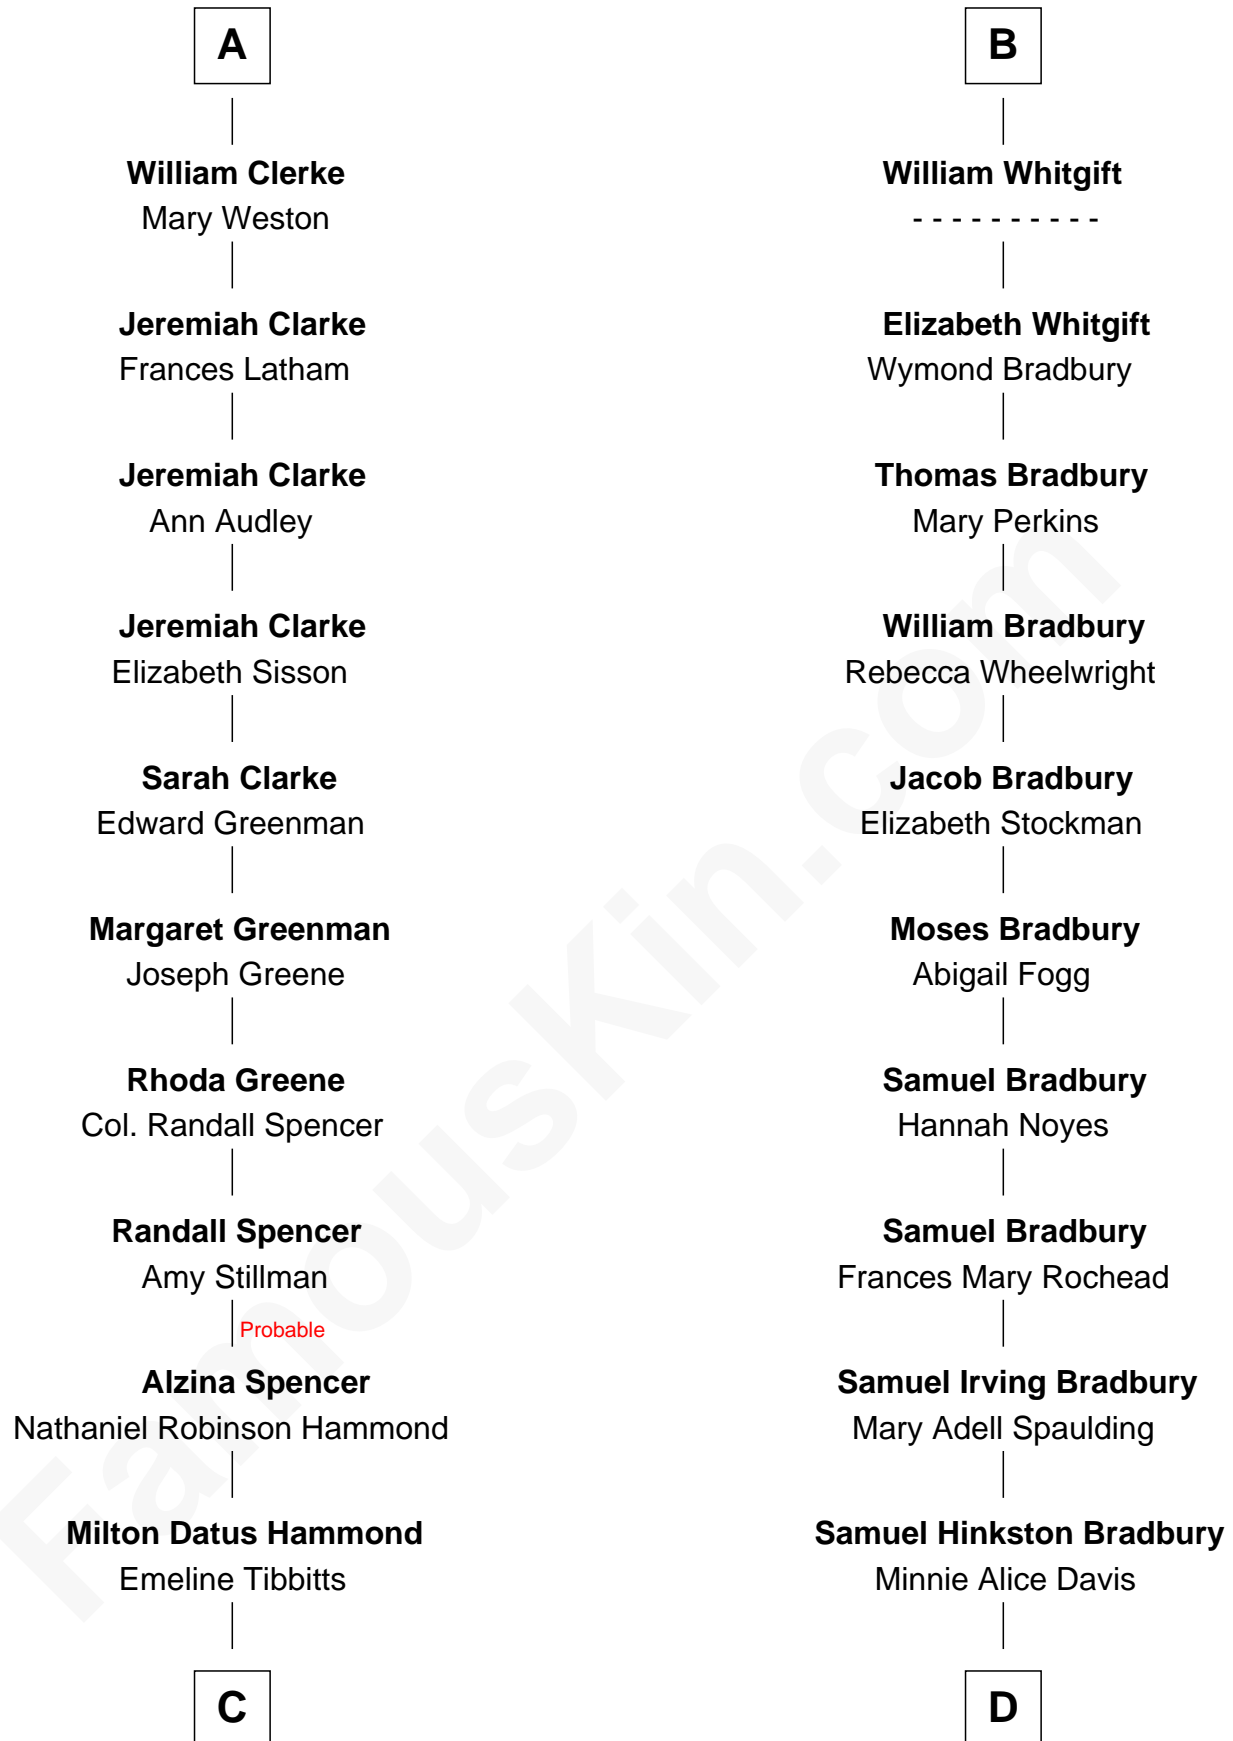 A
William Clerke
Mary Weston
Jeremiah Clarke
Frances Latham
Jeremiah Clarke
Ann Audley
Jeremiah Clarke
Elizabeth Sisson
Sarah Clarke
Edward Greenman
Margaret Greenman
Joseph Greene
Rhoda Greene
Col. Randall Spencer
Randall Spencer
Amy Stillman
Probable
Alzina Spencer
Nathaniel Robinson Hammond
Milton Datus Hammond
Emeline Tibbitts
C
B
William Whitgift
- - - - - - - - - -
Elizabeth Whitgift
Wymond Bradbury
Thomas Bradbury
Mary Perkins
William Bradbury
Rebecca Wheelwright
Jacob Bradbury
Elizabeth Stockman
Moses Bradbury
Abigail Fogg
Samuel Bradbury
Hannah Noyes
Samuel Bradbury
Frances Mary Rochead
Samuel Irving Bradbury
Mary Adell Spaulding
Samuel Hinkston Bradbury
Minnie Alice Davis
D
FamousKin.com